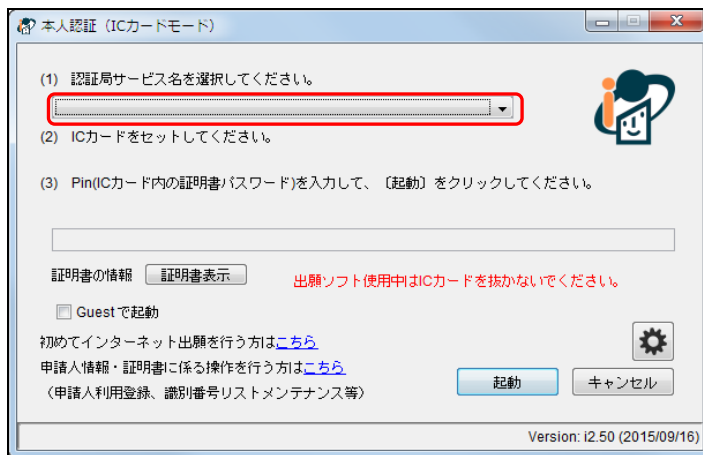 本人認証（ICカードモード）
(1) 認証局サービス名を選択してください。
(2) ICカードをセットしてください。
(3) Pin(ICカード内の証明書パスワード)を入力して、〔起動〕をクリックしてください。
証明書の情報 証明書表示 出願ソフト使用中はICカードを抜かないでください。
Guestで起動
初めてインターネット出願を行う方はこちら
申請人情報・証明書に係る操作を行う方はこちら
（申請人利用登録、識別番号リストメンテナンス等）
起動 キャンセル
Version: i2.50 (2015/09/16)